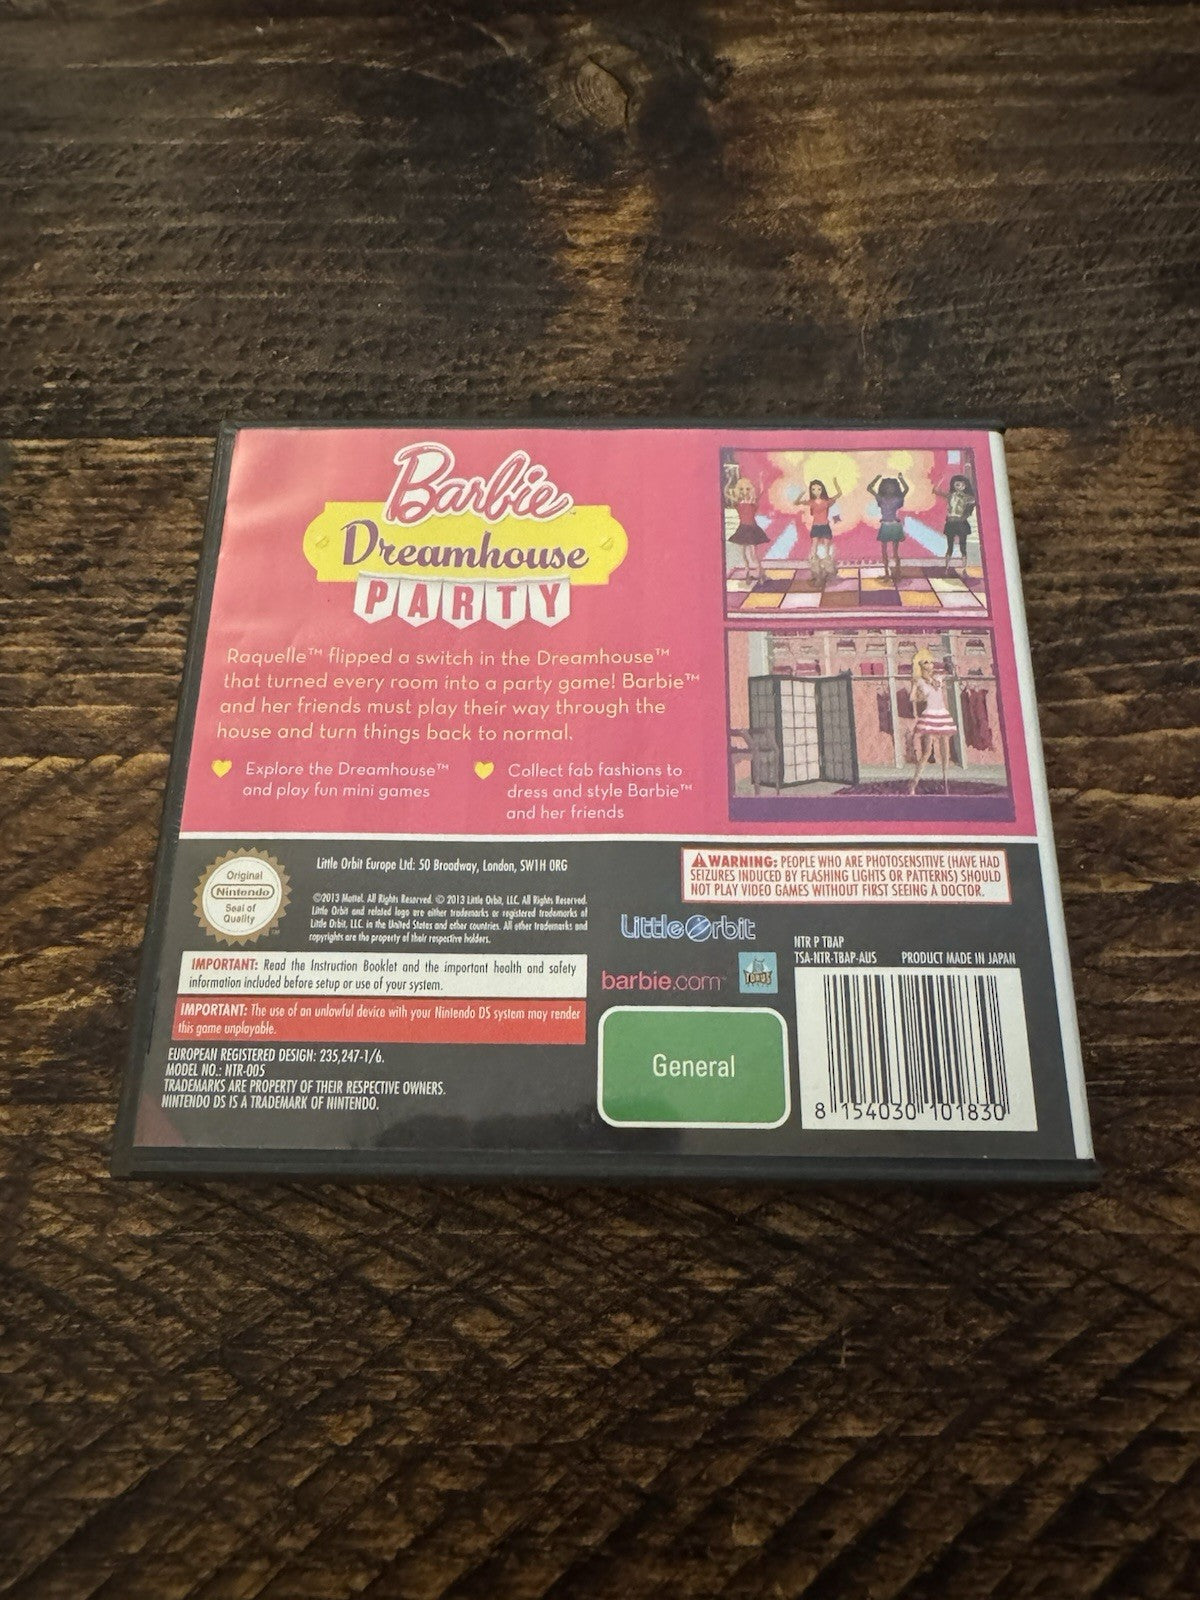 Barbie™
Dreamhouse
PARTY
Raquelle™ flipped a switch in the Dreamhouse™
that turned every room into a party game! Barbie™
and her friends must play their way through the
house and turn things back to normal.
Explore the Dreamhouse™
and play fun mini games
Collect fab fashions to
dress and style Barbie™
and her friends
Original
Nintendo
Seal of
Quality
TM
Little Orbit Europe Ltd: 50 Broadway, London, SW1H 0RG
©2013 Mattel. All Rights Reserved. © 2013 Little Orbit, LLC. All Rights Reserved.
Little Orbit and related logo are either trademarks or registered trademarks of
Little Orbit, LLC. in the United States and other countries. All other trademarks and
copyrights are the property of their respective holders.
IMPORTANT: Read the Instruction Booklet and the important health and safety
information included before setup or use of your system.
IMPORTANT: The use of an unlawful device with your Nintendo DS system may render
this game unplayable.
EUROPEAN REGISTERED DESIGN: 235,247-1/6.
MODEL NO.: NTR-005
TRADEMARKS ARE PROPERTY OF THEIR RESPECTIVE OWNERS.
NINTENDO DS IS A TRADEMARK OF NINTENDO.
WARNING: PEOPLE WHO ARE PHOTOSENSITIVE (HAVE HAD
SEIZURES INDUCED BY FLASHING LIGHTS OR PATTERNS) SHOULD
NOT PLAY VIDEO GAMES WITHOUT FIRST SEEING A DOCTOR.
Little Orbit
barbie.com™
TORUS
General
NTR P TBAP
TSA-NTR-TBAP-AUS PRODUCT MADE IN JAPAN
8 154030 101830